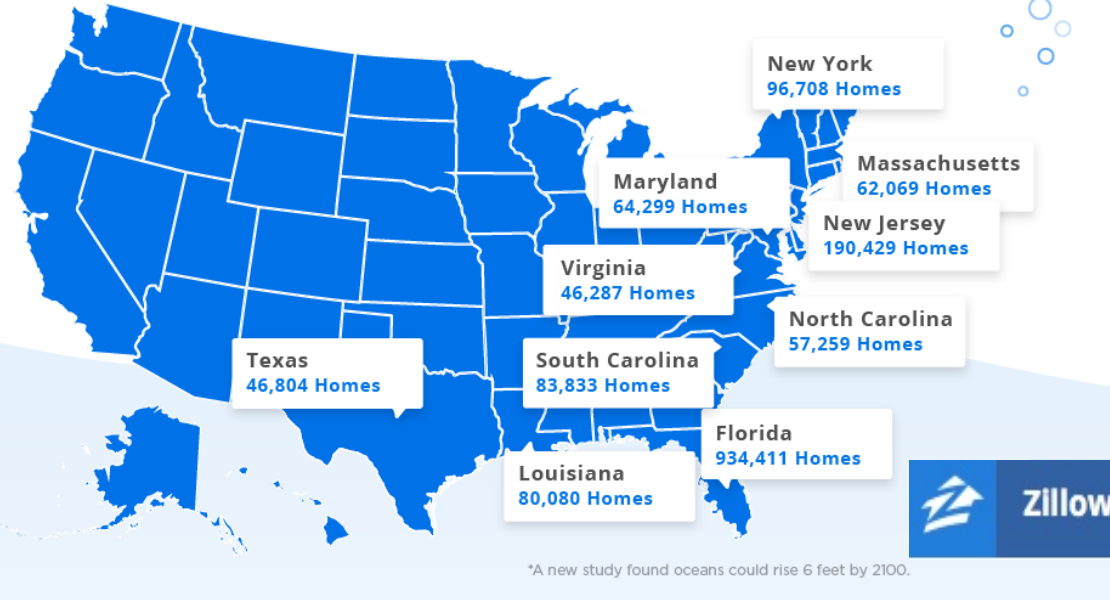 New York
96,708 Homes
Massachusetts
62,069 Homes
Maryland
64,299 Homes
New Jersey
190,429 Homes
Virginia
46,287 Homes
North Carolina
57,259 Homes
Texas
46,804 Homes
South Carolina
83,833 Homes
Florida
934,411 Homes
Louisiana
80,080 Homes
Zillow
*A new study found oceans could rise 6 feet by 2100.